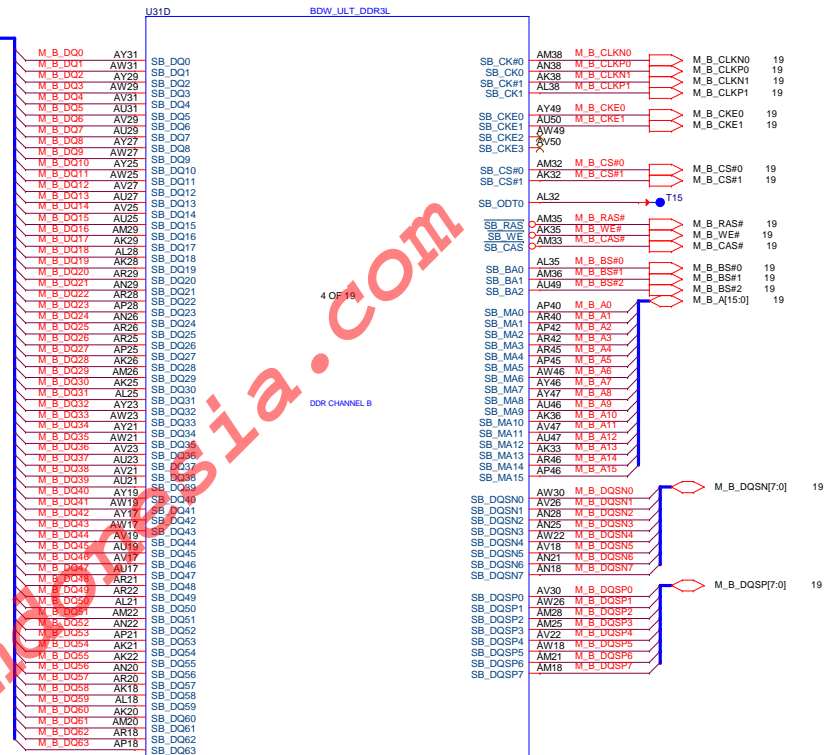 U31D BDW_ULT_DDR3L
M_B_DQ0 AY31 SB_DQ0
M_B_DQ1 AW31 SB_DQ1
M_B_DQ2 AY29 SB_DQ2
M_B_DQ3 AW29 SB_DQ3
M_B_DQ4 AV31 SB_DQ4
M_B_DQ5 AU31 SB_DQ5
M_B_DQ6 AV29 SB_DQ6
M_B_DQ7 AU29 SB_DQ7
M_B_DQ8 AY27 SB_DQ8
M_B_DQ9 AW27 SB_DQ9
M_B_DQ10 AY25 SB_DQ10
M_B_DQ11 AW25 SB_DQ11
M_B_DQ12 AV27 SB_DQ12
M_B_DQ13 AU27 SB_DQ13
M_B_DQ14 AV25 SB_DQ14
M_B_DQ15 AU25 SB_DQ15
M_B_DQ16 AM29 SB_DQ16
M_B_DQ17 AK29 SB_DQ17
M_B_DQ18 AL28 SB_DQ18
M_B_DQ19 AK28 SB_DQ19
M_B_DQ20 AR29 SB_DQ20
M_B_DQ21 AN29 SB_DQ21
M_B_DQ22 AR28 SB_DQ22
M_B_DQ23 AP28 SB_DQ23
M_B_DQ24 AN26 SB_DQ24
M_B_DQ25 AR26 SB_DQ25
M_B_DQ26 AR25 SB_DQ26
M_B_DQ27 AP25 SB_DQ27
M_B_DQ28 AK26 SB_DQ28
M_B_DQ29 AM26 SB_DQ29
M_B_DQ30 AK25 SB_DQ30
M_B_DQ31 AL25 SB_DQ31
M_B_DQ32 AY23 SB_DQ32
M_B_DQ33 AW23 SB_DQ33
M_B_DQ34 AY21 SB_DQ34
M_B_DQ35 AW21 SB_DQ35
M_B_DQ36 AV23 SB_DQ36
M_B_DQ37 AU23 SB_DQ37
M_B_DQ38 AV21 SB_DQ38
M_B_DQ39 AU21 SB_DQ39
M_B_DQ40 AY19 SB_DQ40
M_B_DQ41 AW19 SB_DQ41
M_B_DQ42 AY17 SB_DQ42
M_B_DQ43 AW17 SB_DQ43
M_B_DQ44 AV19 SB_DQ44
M_B_DQ45 AU19 SB_DQ45
M_B_DQ46 AV17 SB_DQ46
M_B_DQ47 AU17 SB_DQ47
M_B_DQ48 AR21 SB_DQ48
M_B_DQ49 AR22 SB_DQ49
M_B_DQ50 AL21 SB_DQ50
M_B_DQ51 AM22 SB_DQ51
M_B_DQ52 AN22 SB_DQ52
M_B_DQ53 AP21 SB_DQ53
M_B_DQ54 AK21 SB_DQ54
M_B_DQ55 AK22 SB_DQ55
M_B_DQ56 AN20 SB_DQ56
M_B_DQ57 AR20 SB_DQ57
M_B_DQ58 AK18 SB_DQ58
M_B_DQ59 AL18 SB_DQ59
M_B_DQ60 AK20 SB_DQ60
M_B_DQ61 AM20 SB_DQ61
M_B_DQ62 AR18 SB_DQ62
M_B_DQ63 AP18 SB_DQ63
4 OF 19
DDR CHANNEL B
SB_CK#0 AM38 M_B_CLKN0 M_B_CLKN0 19
SB_CK0 AN38 M_B_CLKP0 M_B_CLKP0 19
SB_CK#1 AK38 M_B_CLKN1 M_B_CLKN1 19
SB_CK1 AL38 M_B_CLKP1 M_B_CLKP1 19
SB_CKE0 AY49 M_B_CKE0 M_B_CKE0 19
SB_CKE1 AU50 M_B_CKE1 M_B_CKE1 19
SB_CKE2 AW49
SB_CKE3 AV50
SB_CS#0 AM32 M_B_CS#0 M_B_CS#0 19
SB_CS#1 AK32 M_B_CS#1 M_B_CS#1 19
SB_ODT0 AL32 T15
SB_RAS AM35 M_B_RAS# M_B_RAS# 19
SB_WE AK35 M_B_WE# M_B_WE# 19
SB_CAS AM33 M_B_CAS# M_B_CAS# 19
SB_BA0 AL35 M_B_BS#0 M_B_BS#0 19
SB_BA1 AM36 M_B_BS#1 M_B_BS#1 19
SB_BA2 AU49 M_B_BS#2 M_B_BS#2 19
M_B_A[15:0] 19
SB_MA0 AP40 M_B_A0
SB_MA1 AR40 M_B_A1
SB_MA2 AP42 M_B_A2
SB_MA3 AR42 M_B_A3
SB_MA4 AR45 M_B_A4
SB_MA5 AP45 M_B_A5
SB_MA6 AW46 M_B_A6
SB_MA7 AY46 M_B_A7
SB_MA8 AY47 M_B_A8
SB_MA9 AU46 M_B_A9
SB_MA10 AK36 M_B_A10
SB_MA11 AV47 M_B_A11
SB_MA12 AU47 M_B_A12
SB_MA13 AK33 M_B_A13
SB_MA14 AR46 M_B_A14
SB_MA15 AP46 M_B_A15
M_B_DQSN[7:0] 19
SB_DQSN0 AW30 M_B_DQSN0
SB_DQSN1 AV26 M_B_DQSN1
SB_DQSN2 AN28 M_B_DQSN2
SB_DQSN3 AN25 M_B_DQSN3
SB_DQSN4 AW22 M_B_DQSN4
SB_DQSN5 AV18 M_B_DQSN5
SB_DQSN6 AN21 M_B_DQSN6
SB_DQSN7 AN18 M_B_DQSN7
M_B_DQSP[7:0] 19
SB_DQSP0 AV30 M_B_DQSP0
SB_DQSP1 AW26 M_B_DQSP1
SB_DQSP2 AM28 M_B_DQSP2
SB_DQSP3 AM25 M_B_DQSP3
SB_DQSP4 AV22 M_B_DQSP4
SB_DQSP5 AW18 M_B_DQSP5
SB_DQSP6 AM21 M_B_DQSP6
SB_DQSP7 AM18 M_B_DQSP7
ndonesia.com